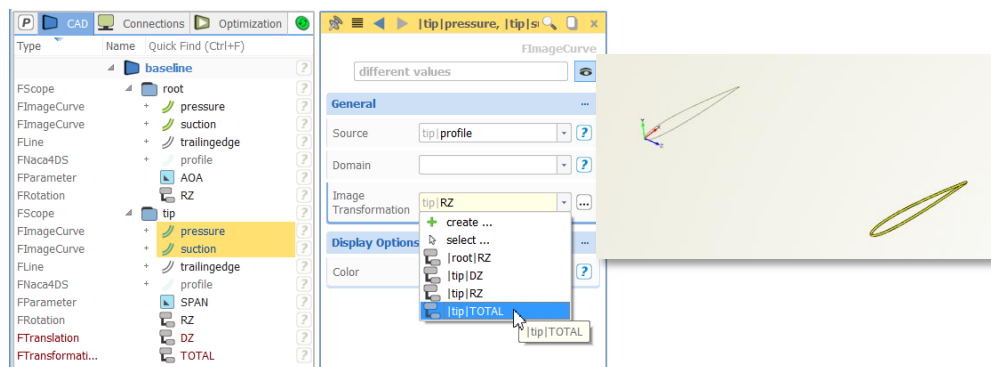 P CAD Connections Optimization
Type Name Quick Find (Ctrl+F)
baseline ?
FScope root ?
FImageCurve + pressure ?
FImageCurve + suction ?
FLine + trailingedge ?
FNaca4DS + profile ?
FParameter AOA ?
FRotation RZ ?
FScope tip ?
FImageCurve + pressure ?
FImageCurve + suction ?
FLine + trailingedge ?
FNaca4DS + profile ?
FParameter SPAN ?
FRotation RZ ?
FTranslation DZ ?
FTransformati... TOTAL ?
|tip|pressure, |tip|s
FImageCurve
different values
General ...
Source tip|profile ?
Domain ?
Image
Transformation tip|RZ ...
+ create ...
select ...
|root|RZ
|tip|DZ
|tip|RZ
|tip|TOTAL
|tip|TOTAL
Display Options ...
Color ?